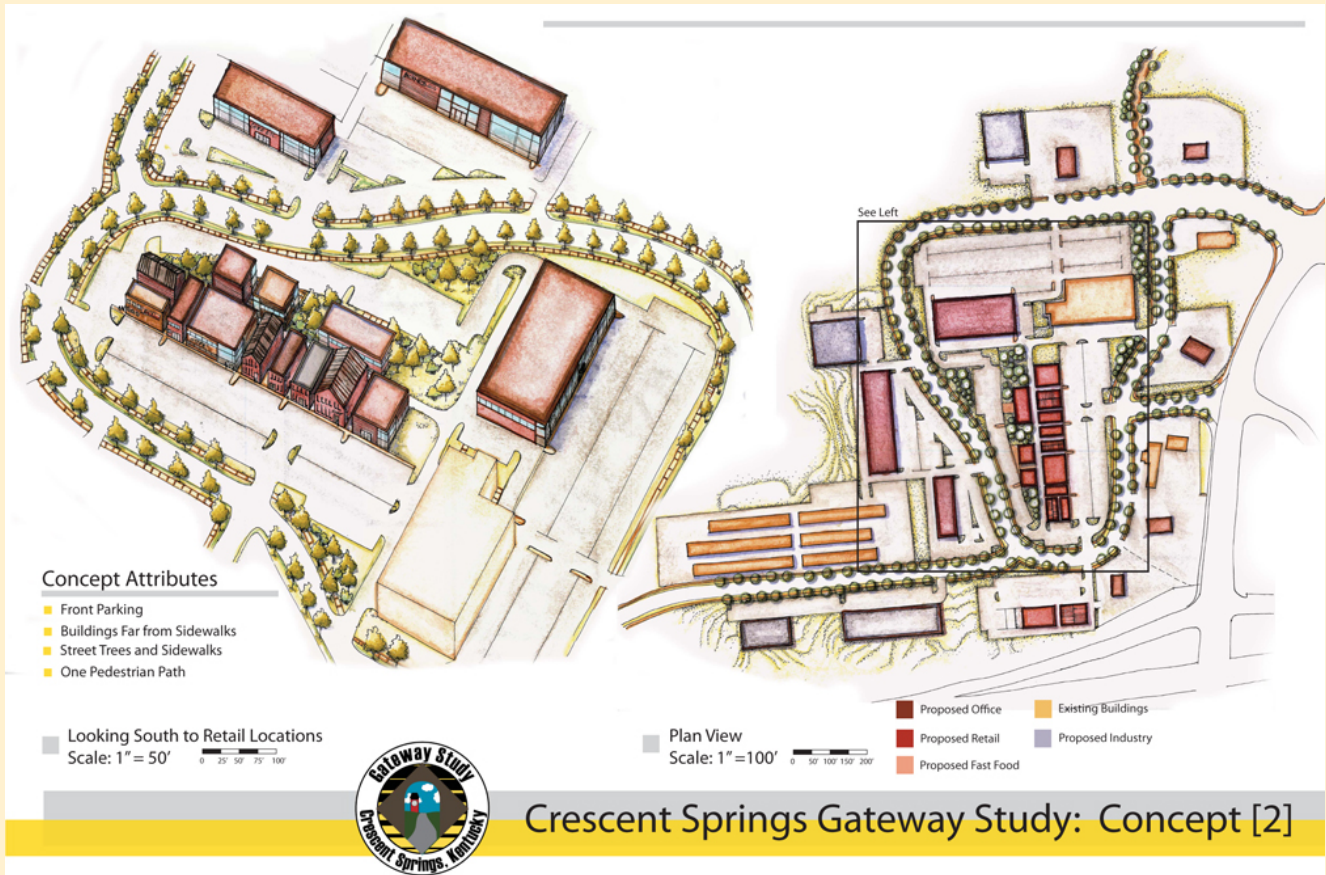 See Left
Concept Attributes
Front Parking
Buildings Far from Sidewalks
Street Trees and Sidewalks
One Pedestrian Path
Looking South to Retail Locations
Scale: 1" = 50'
0 25' 50' 75' 100'
Plan View
Scale: 1" =100'
0 50' 100' 150' 200'
Proposed Office
Proposed Retail
Proposed Fast Food
Existing Buildings
Proposed Industry
Gateway Study
Crescent Springs, Kentucky
Crescent Springs Gateway Study: Concept [2]